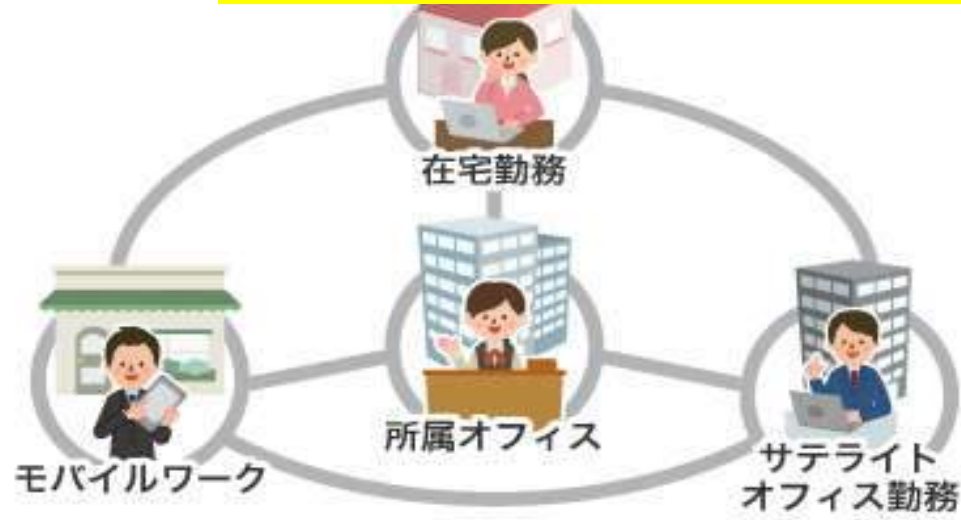 在宅勤務
所属オフィス
モバイルワーク
サテライト
オフィス勤務